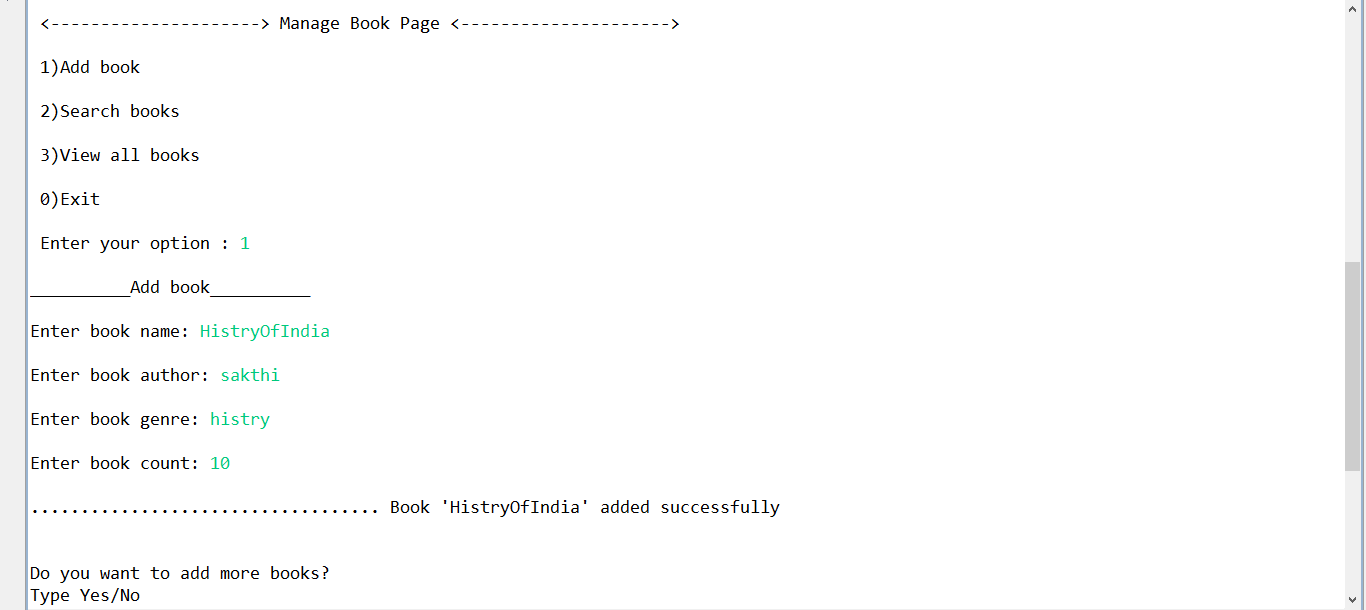 <---------------------> Manage Book Page <--------------------->
1)Add book
2)Search books
3)View all books
0)Exit
Enter your option : 1
__________Add book__________
Enter book name: HistryOfIndia
Enter book author: sakthi
Enter book genre: histry
Enter book count: 10
................................... Book 'HistryOfIndia' added successfully
Do you want to add more books?
Type Yes/No